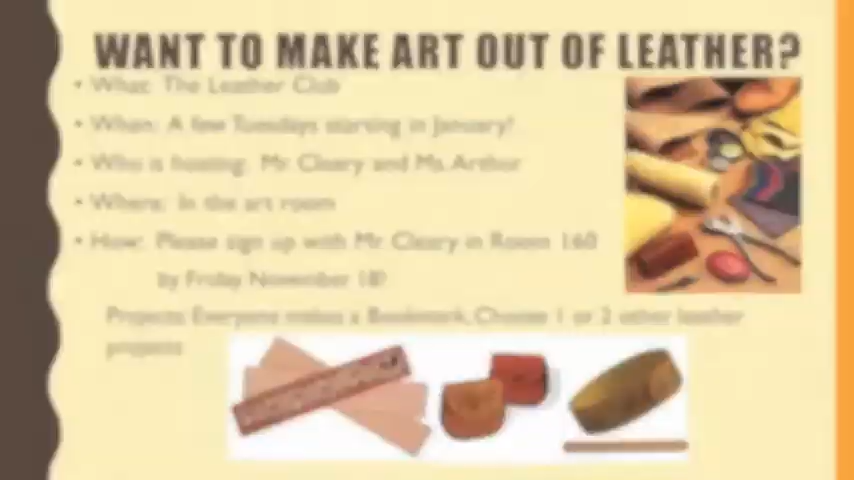 WANT TO MAKE ART OUT OF LEATHER?
• What: The Leather Club
• When: A few Tuesdays starting in January!
• Who is hosting: Mr Cleary and Ms. Arthur
• Where: In the art room
• How: Please sign up with Mr Cleary in Room 160
by Friday November 18!
Projects: Everyone makes a Bookmark. Choose 1 or 2 other leather
projects